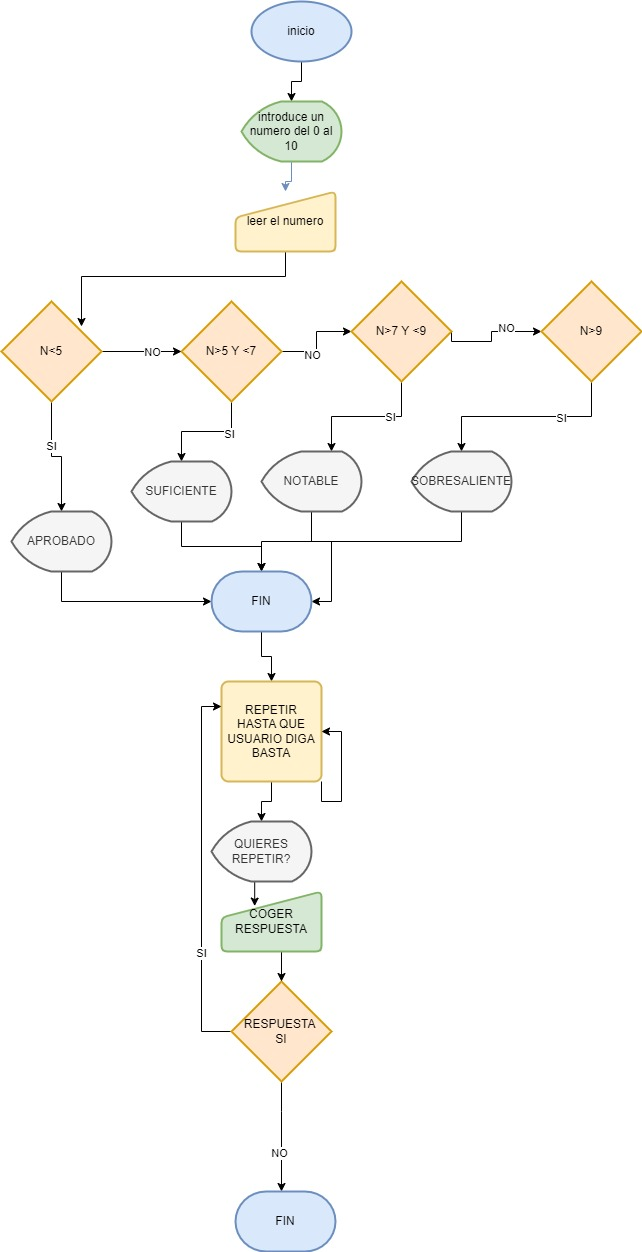 inicio
introduce un
numero del 0 al
10
leer el numero
N<5
NO
N>5 Y <7
NO
N>7 Y <9
NO
N>9
SI
SI
SI
SI
APROBADO
SUFICIENTE
NOTABLE
SOBRESALIENTE
FIN
REPETIR
HASTA QUE
USUARIO DIGA
BASTA
QUIERES
REPETIR?
COGER
RESPUESTA
SI
RESPUESTA
SI
NO
FIN